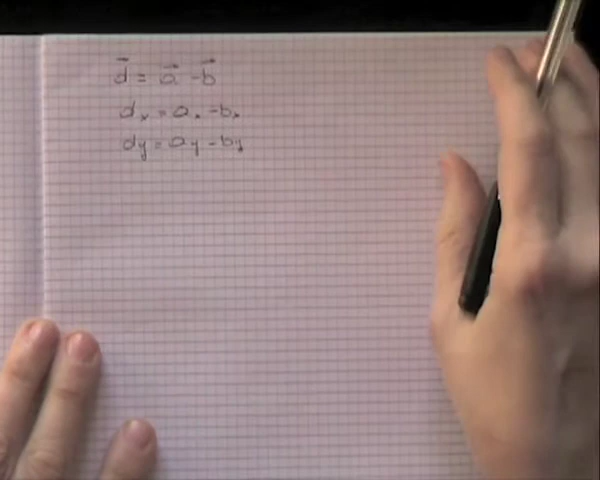 d⃗ = a⃗ - b⃗
dₓ = aₓ - bₓ
dy = ay - by